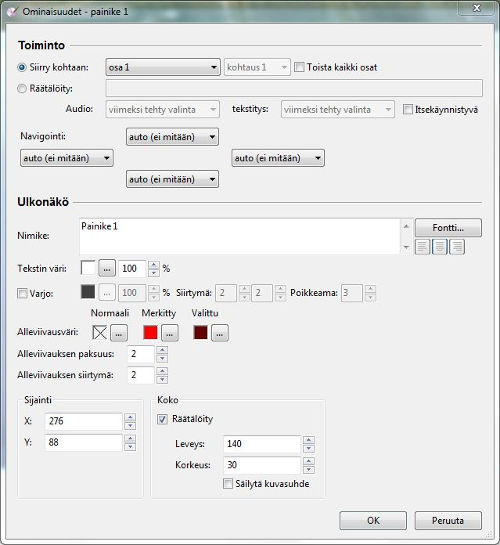 Ominaisuudet - painike 1
Toiminto
Siirry kohtaan: osa 1 kohtaus 1 Toista kaikki osat
Räätälöity:
Audio: viimeksi tehty valinta tekstitys: viimeksi tehty valinta Itsekäynnistyvä
Navigointi: auto (ei mitään)
auto (ei mitään) auto (ei mitään)
auto (ei mitään)
Ulkonäkö
Nimike: Painike 1 Fontti...
Tekstin väri: ... 100 %
Varjo: ... 100 % Siirtymä: 2 2 Poikkeama: 3
Normaali Merkitty Valittu
Alleviivausväri: ... ... ...
Alleviivauksen paksuus: 2
Alleviivauksen siirtymä: 2
Sijainti
X: 276
Y: 88
Koko
Räätälöity
Leveys: 140
Korkeus: 30
Säilytä kuvasuhde
OK Peruuta